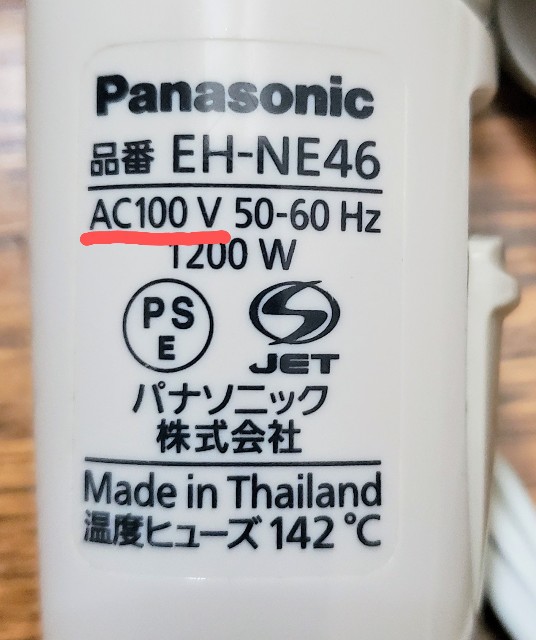 Panasonic
品番 EH-NE46
AC100 V 50-60 Hz
1200 W
PS
E
JET
パナソニック
株式会社
Made in Thailand
温度ヒューズ 142 ℃